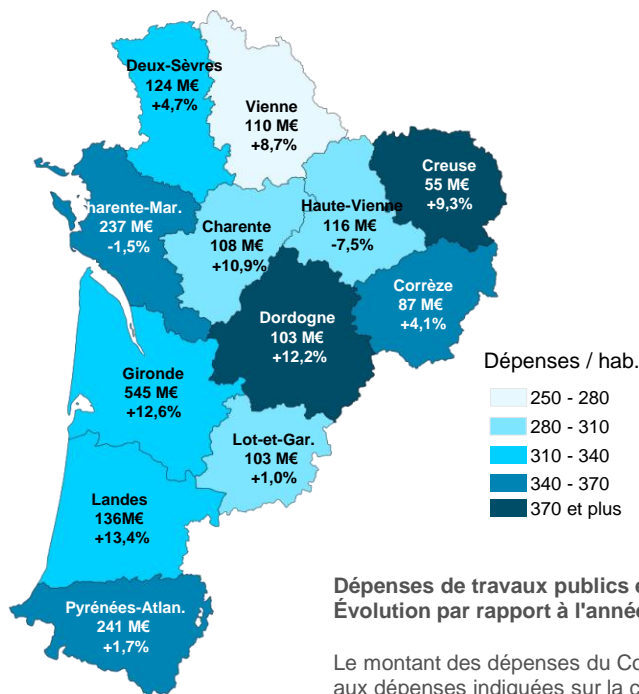 Deux-Sèvres
124 M€
+4,7%
Vienne
110 M€
+8,7%
Creuse
55 M€
+9,3%
harente-Mar.
237 M€
-1,5%
Charente
108 M€
+10,9%
Haute-Vienne
116 M€
-7,5%
Corrèze
87 M€
+4,1%
Dordogne
103 M€
+12,2%
Gironde
545 M€
+12,6%
Lot-et-Gar.
103 M€
+1,0%
Landes
136M€
+13,4%
Pyrénées-Atlan.
241 M€
+1,7%
Dépenses / hab.
250 - 280
280 - 310
310 - 340
340 - 370
370 et plus
Dépenses de travaux publics
Évolution par rapport à l'année
Le montant des dépenses du Co
aux dépenses indiquées sur la c